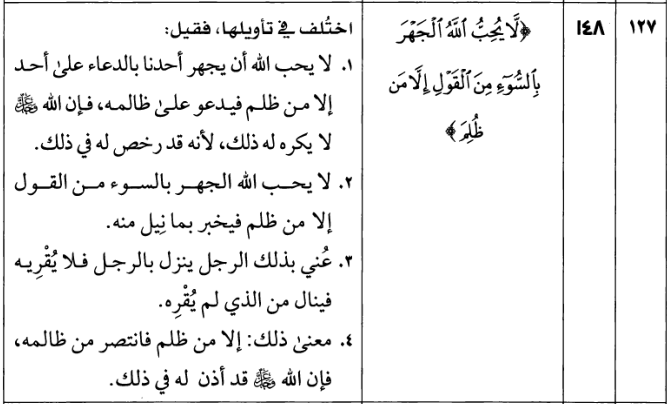 ١٢٧
١٤٨
﴿لَّا يُحِبُّ ٱللَّهُ ٱلۡجَهۡرَ
بِٱلسُّوٓءِ مِنَ ٱلۡقَوۡلِ إِلَّا مَن
ظُلِمَ﴾
اختُلف في تأويلها، فقيل:
١. لا يحب الله أن يجهر أحدنا بالدعاء علىٰ أحد
إلا من ظلم فيدعو علىٰ ظالمه، فإن الله ﷻ
لا يكره له ذلك، لأنه قد رخص له في ذلك.
٢. لا يحب الله الجهر بالسوء من القول
إلا من ظلم فيخبر بما نِيل منه.
٣. عُني بذلك الرجل ينزل بالرجل فلا يُقْرِيه
فينال من الذي لم يُقْرِه.
٤. معنىٰ ذلك: إلا من ظلم فانتصر من ظالمه،
فإن الله ﷻ قد أذن له في ذلك.